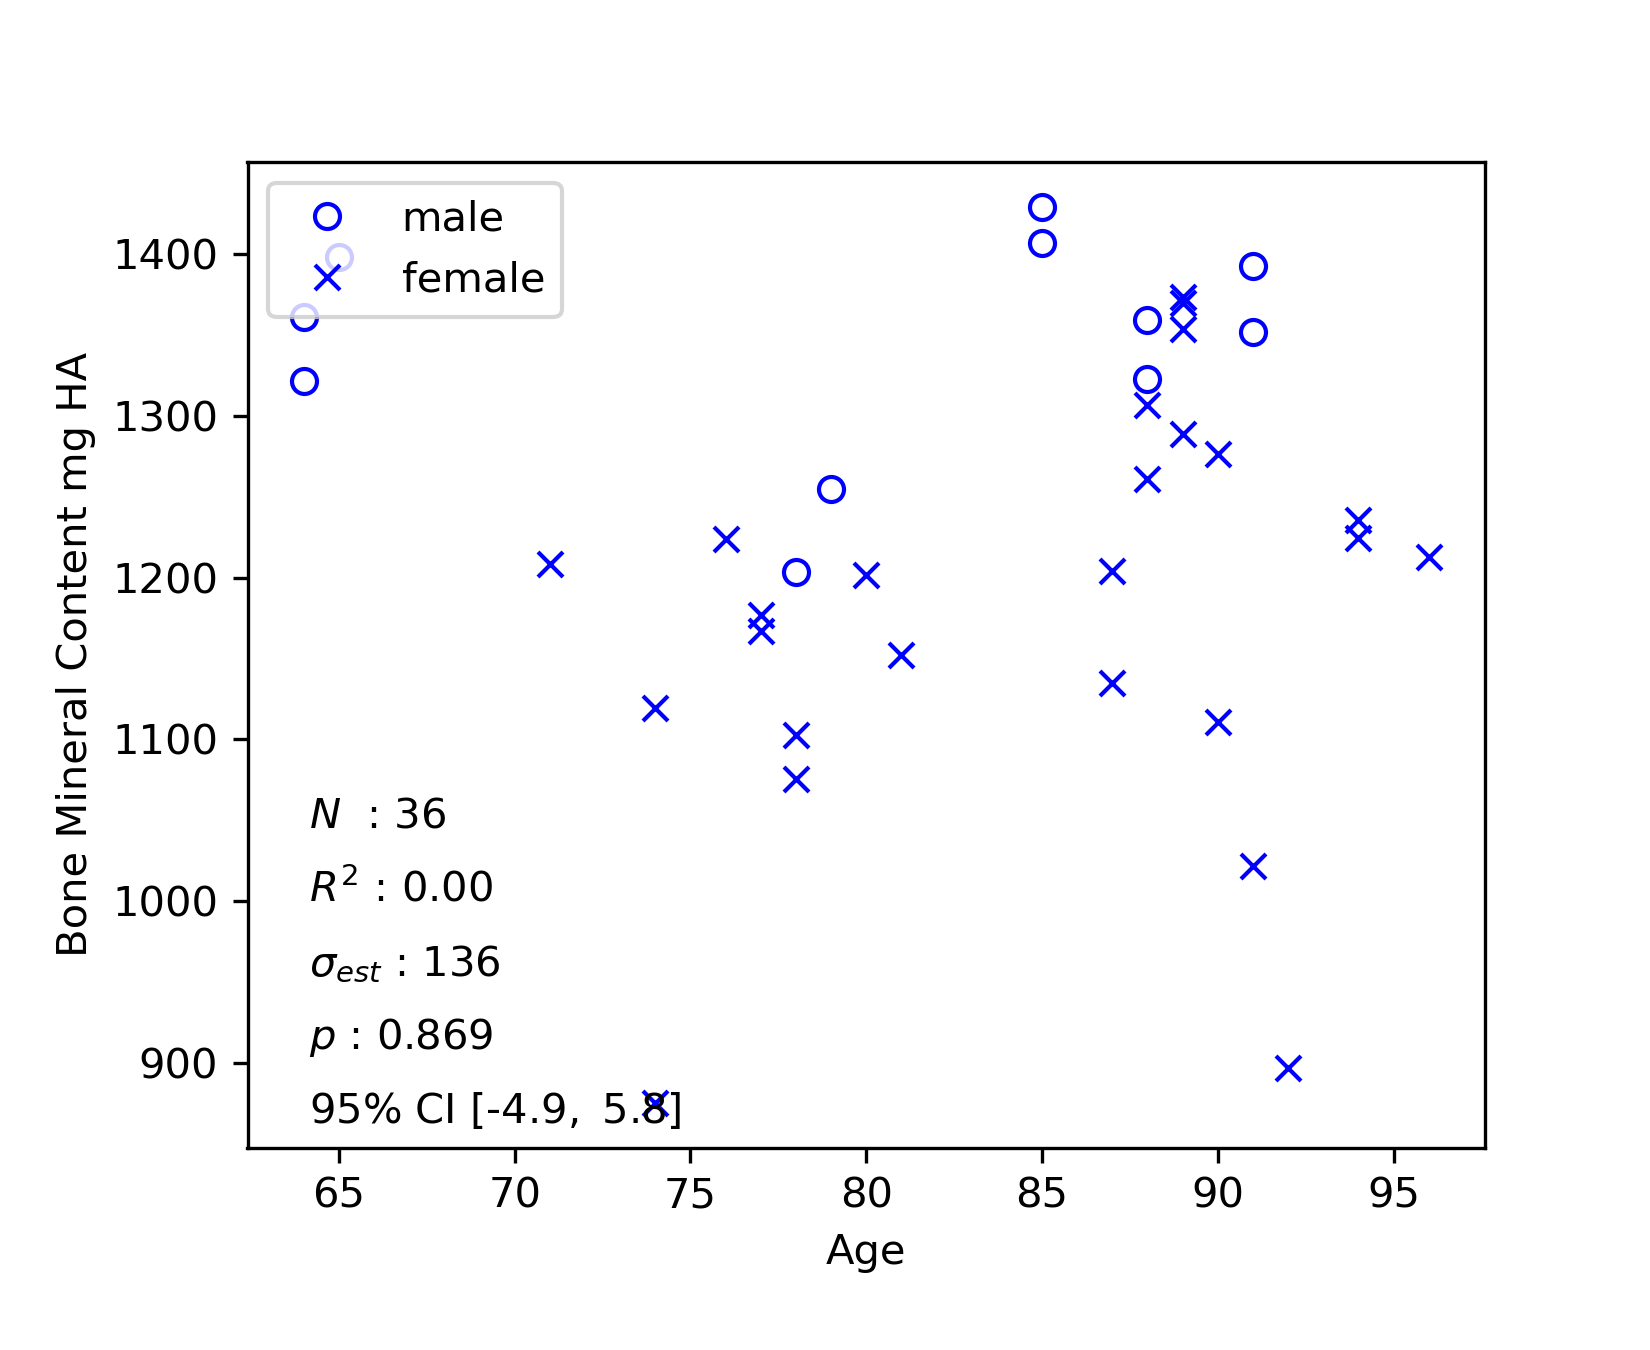 male
female
1400
1300
1200
1100
1000
900
Bone Mineral Content mg HA
N : 36
R² : 0.00
σest : 136
p : 0.869
95% CI [-4.9, 5.8]
65 70 75 80 85 90 95
Age